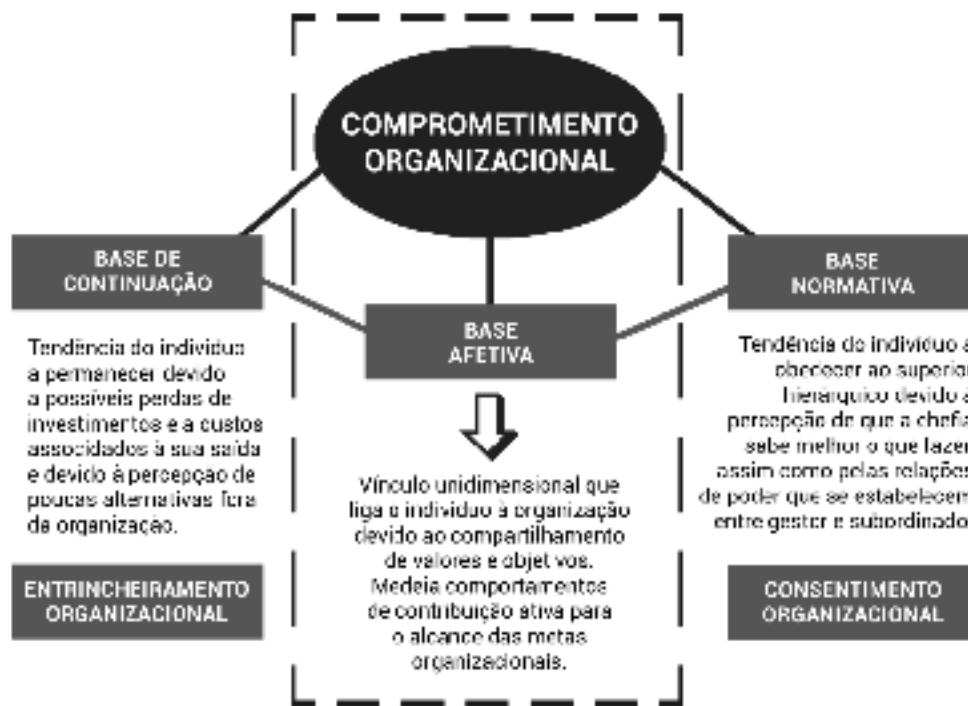 COMPROMETIMENTO
ORGANIZACIONAL
BASE DE
CONTINUAÇÃO
Tendência do indivíduo
a permanecer devido
a possíveis perdas de
investimentos e a custos
associados à sua saída
e devido à percepção de
poucas alternativas fora
da organização.
ENTRINCHEIRAMENTO
ORGANIZACIONAL
BASE
AFETIVA
Vínculo unidimensional que
liga o indivíduo à organização
devido ao compartilhamento
de valores e objetivos.
Medeia comportamentos
de contribuição ativa para
o alcance das metas
organizacionais.
BASE
NORMATIVA
Tendência do indivíduo a
obedecer ao superior
hierárquico devido à
percepção de que a chefia
sabe melhor o que fazer,
assim como pelas relações
de poder que se estabelecem
entre gestor e subordinado.
CONSENTIMENTO
ORGANIZACIONAL